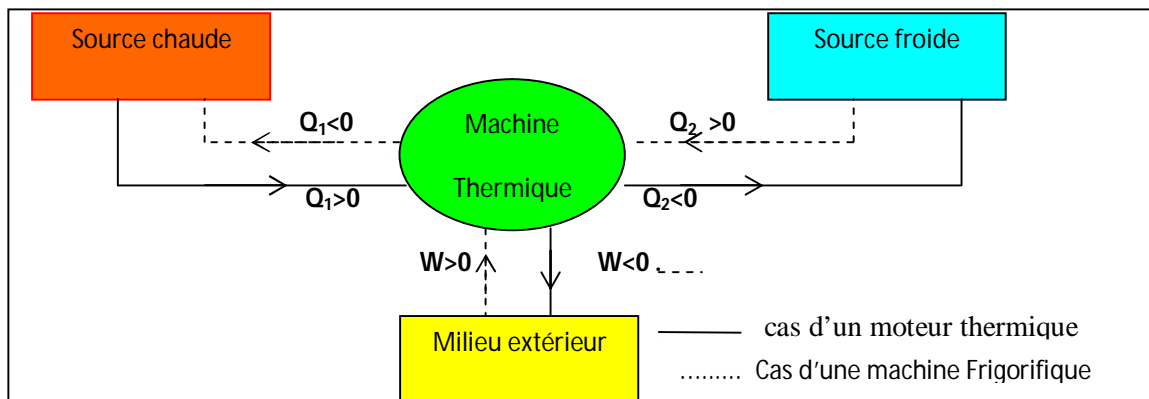 Source chaude
Source froide
Q₁<0
Machine
Q₂ >0
Thermique
Q₁>0
Q₂<0
W>0
W<0
cas d'un moteur thermique
Milieu extérieur
......... Cas d'une machine Frigorifique